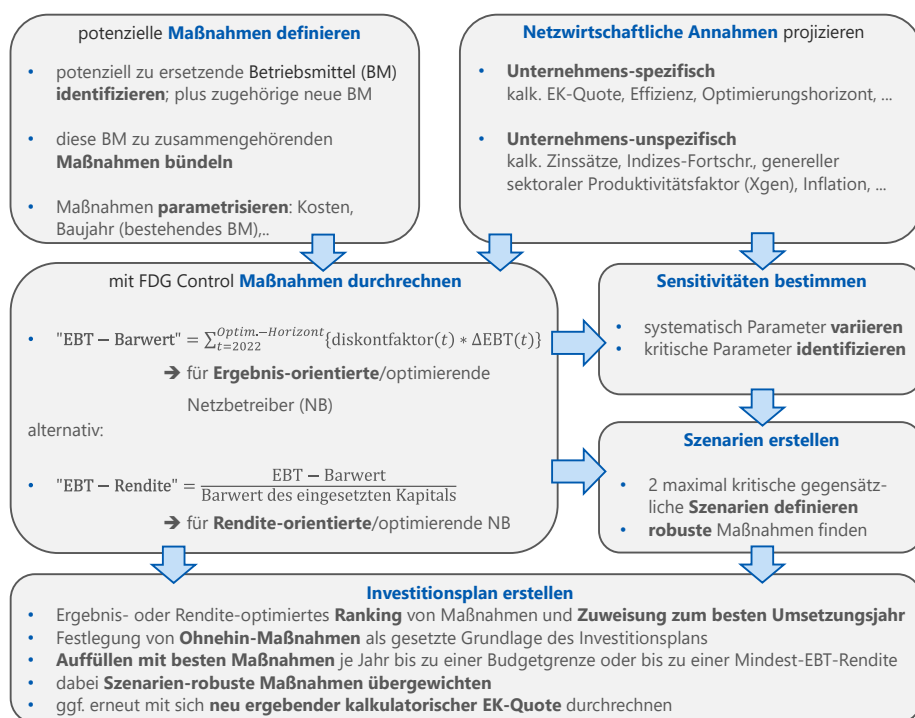 potenzielle Maßnahmen definieren
• potenziell zu ersetzende Betriebsmittel (BM)
identifizieren; plus zugehörige neue BM
• diese BM zu zusammengehörenden
Maßnahmen bündeln
• Maßnahmen parametrisieren: Kosten,
Baujahr (bestehendes BM),..
Netzwirtschaftliche Annahmen projizieren
• Unternehmens-spezifisch
kalk. EK-Quote, Effizienz, Optimierungshorizont, ...
• Unternehmens-unspezifisch
kalk. Zinssätze, Indizes-Fortschr., genereller
sektoraler Produktivitätsfaktor (Xgen), Inflation, ...
mit FDG Control Maßnahmen durchrechnen
• "EBT − Barwert" = ∑_{t=2022}^{Optim.−Horizont}{diskontfaktor(t) * ΔEBT(t)}
➔ für Ergebnis-orientierte/optimierende
Netzbetreiber (NB)
alternativ:
• "EBT − Rendite" = EBT − Barwert
Barwert des eingesetzten Kapitals
➔ für Rendite-orientierte/optimierende NB
Sensitivitäten bestimmen
• systematisch Parameter variieren
• kritische Parameter identifizieren
Szenarien erstellen
• 2 maximal kritische gegensätz-
liche Szenarien definieren
• robuste Maßnahmen finden
Investitionsplan erstellen
• Ergebnis- oder Rendite-optimiertes Ranking von Maßnahmen und Zuweisung zum besten Umsetzungsjahr
• Festlegung von Ohnehin-Maßnahmen als gesetzte Grundlage des Investitionsplans
• Auffüllen mit besten Maßnahmen je Jahr bis zu einer Budgetgrenze oder bis zu einer Mindest-EBT-Rendite
• dabei Szenarien-robuste Maßnahmen übergewichten
• ggf. erneut mit sich neu ergebender kalkulatorischer EK-Quote durchrechnen